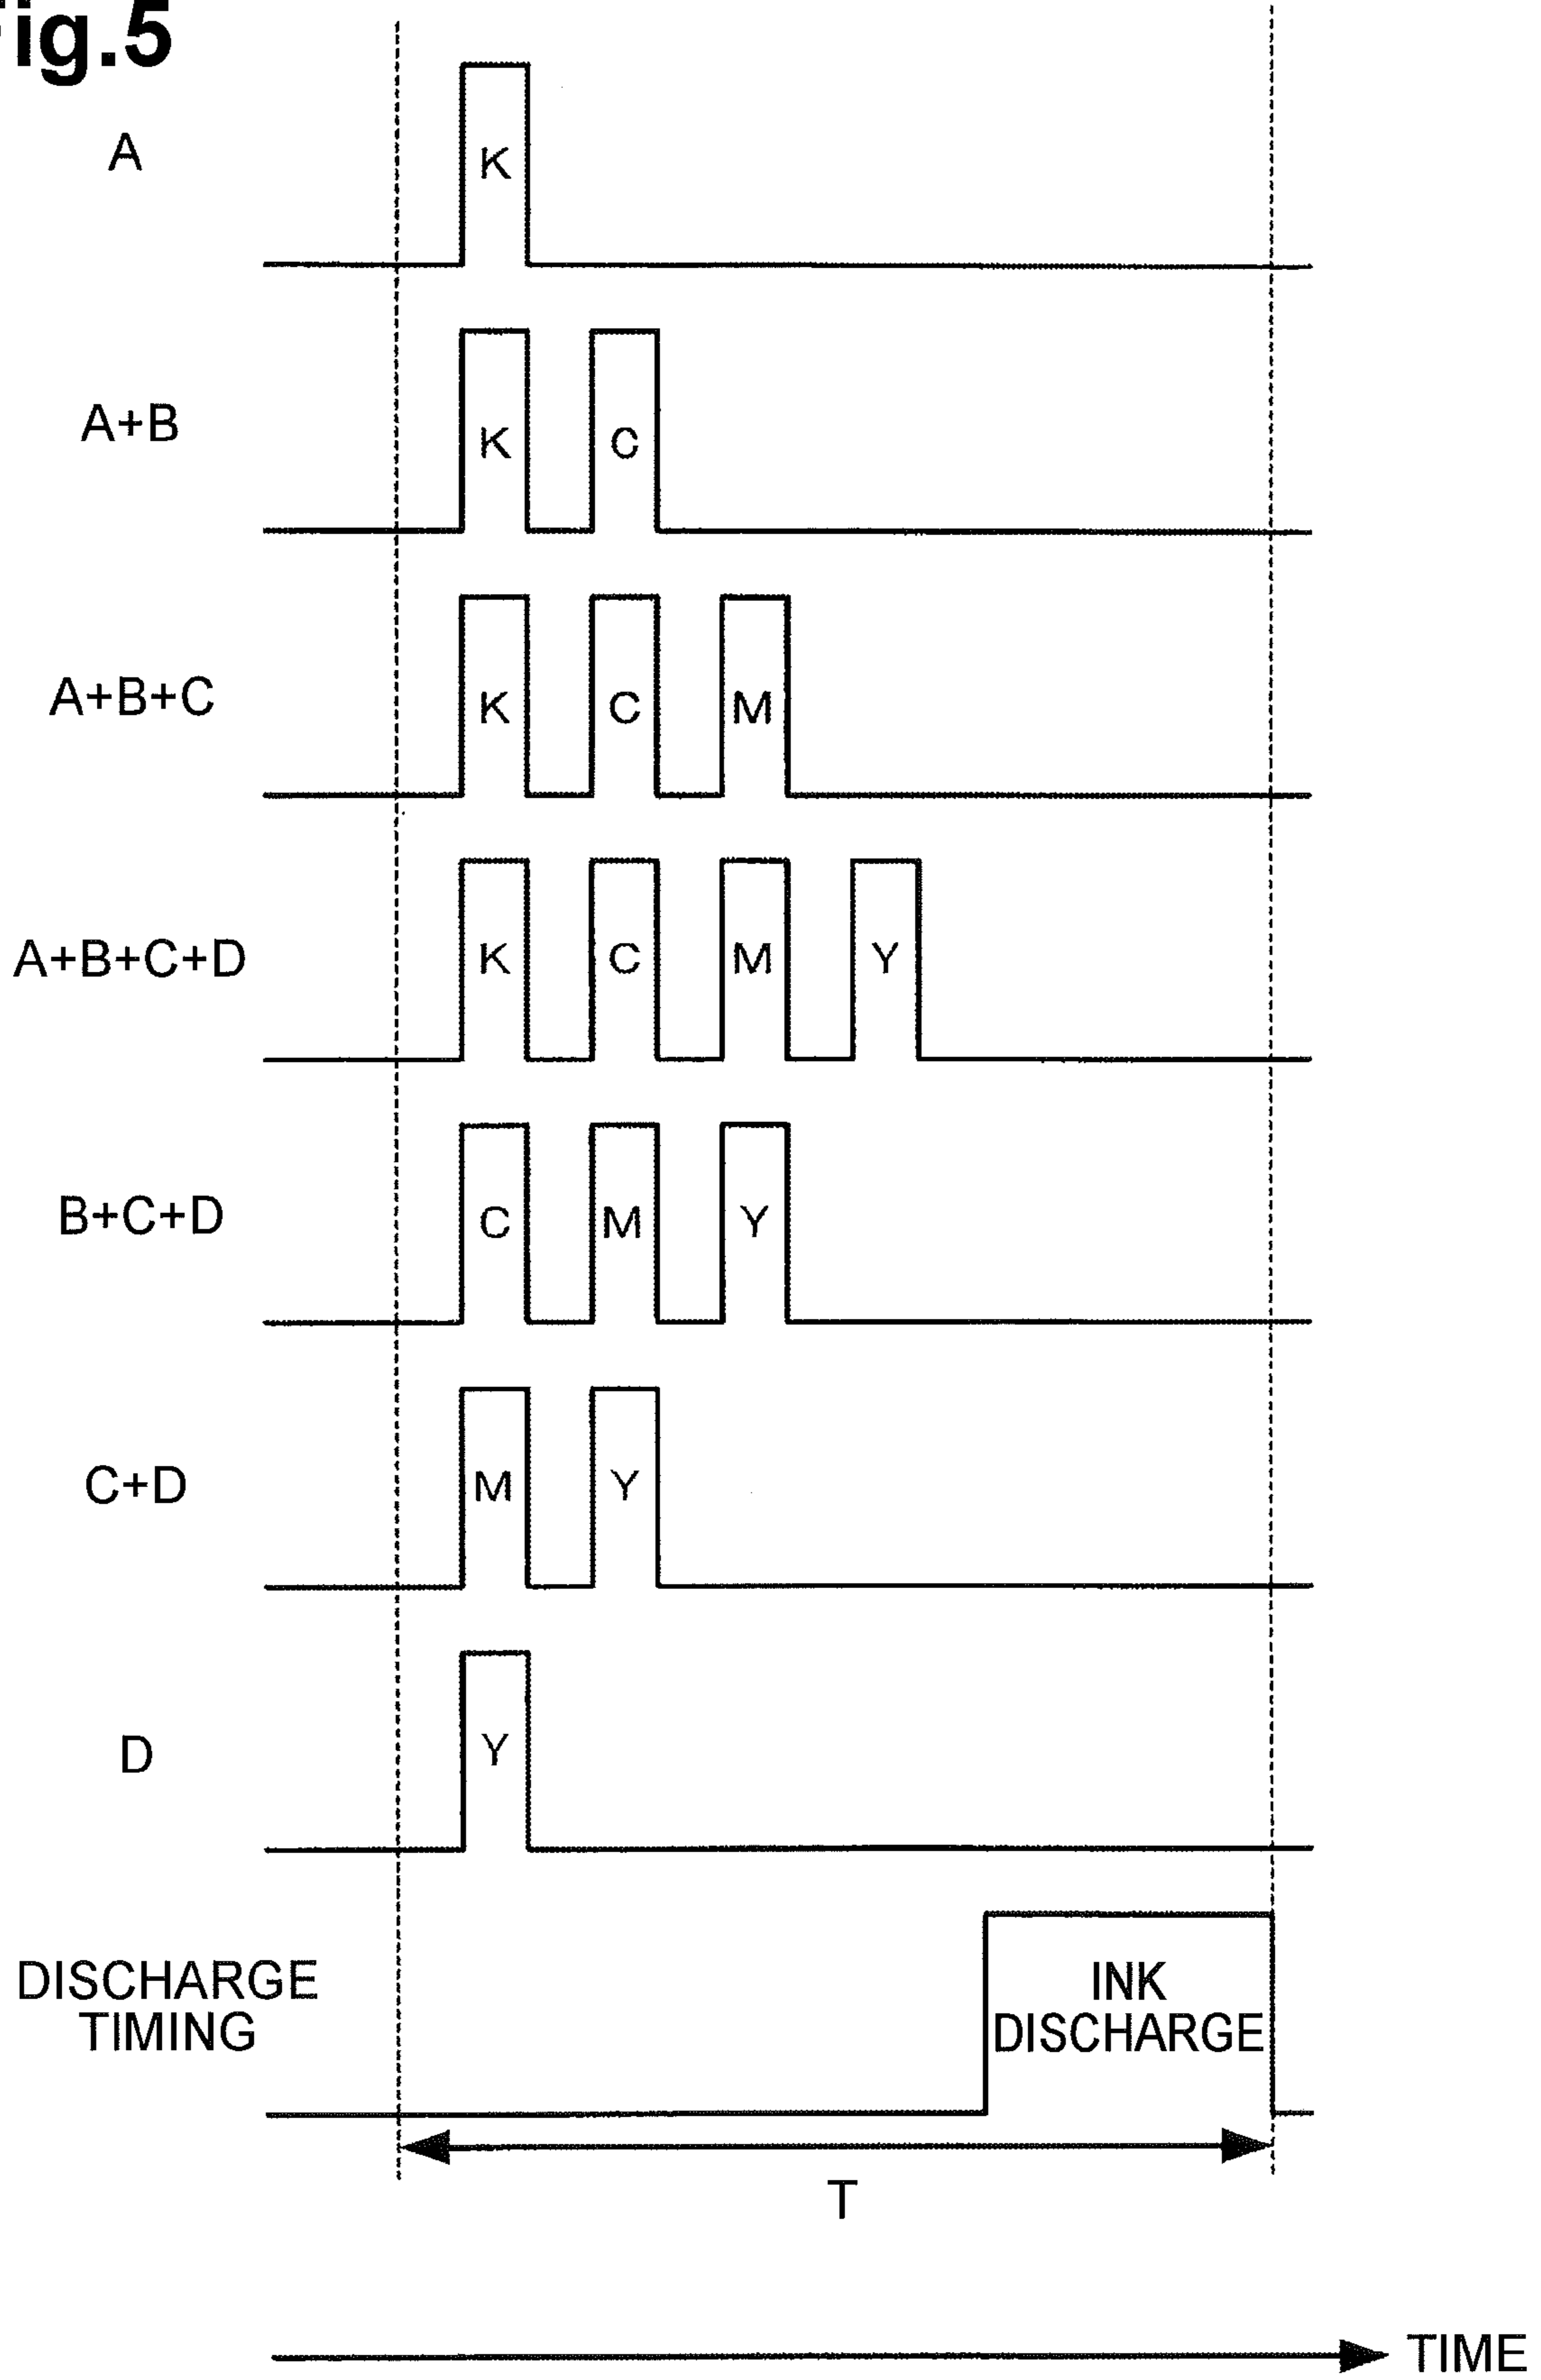 Fig.5
A
K
A+B
K C
A+B+C
K C M
A+B+C+D
K C M Y
B+C+D
C M Y
C+D
M Y
D
Y
DISCHARGE
TIMING
INK
DISCHARGE
T
TIME